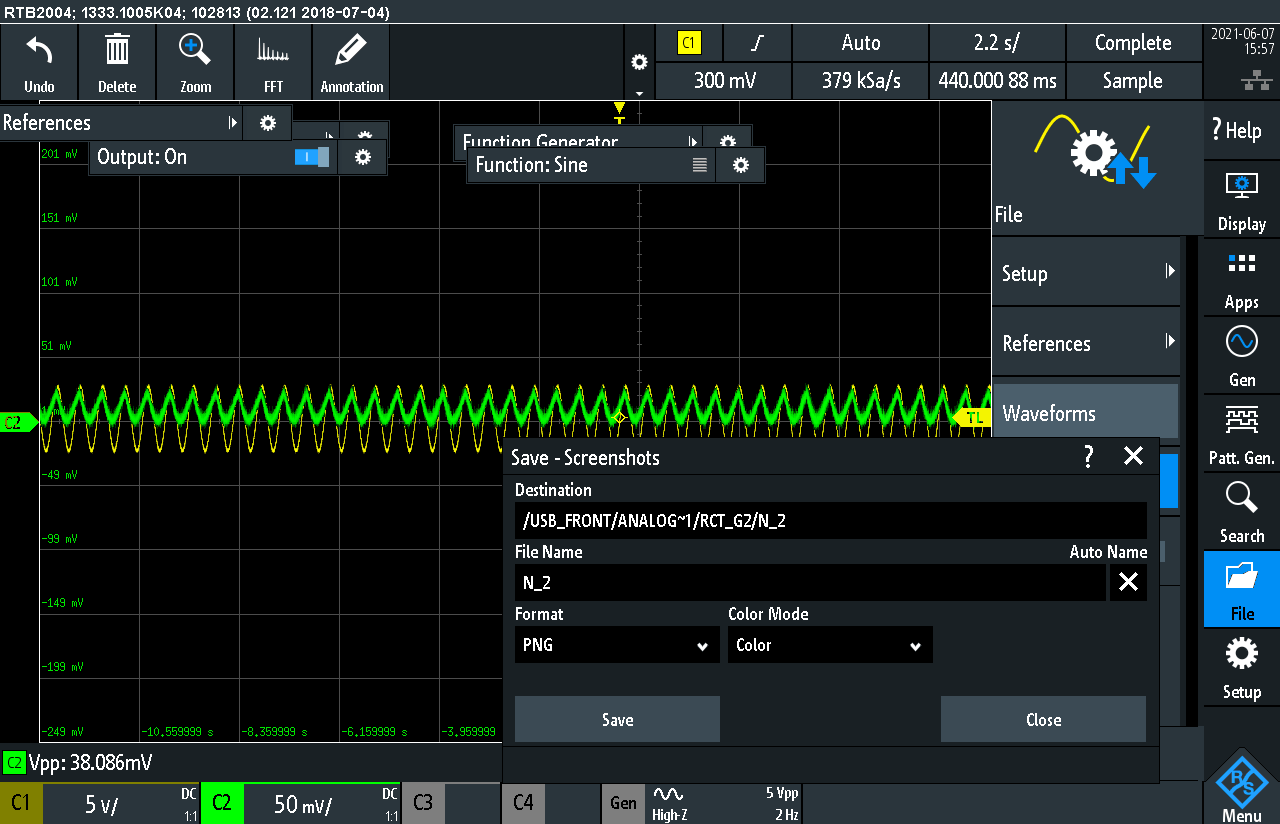 RTB2004; 1333.1005K04; 102813 (02.121 2018-07-04)
Undo
Delete
Zoom
FFT
Annotation
C1
Auto
2.2 s/
Complete
300 mV
379 kSa/s
440.000 88 ms
Sample
2021-06-07
15:57
References
Output: On
Function Generator
Function: Sine
201 mV
151 mV
101 mV
51 mV
-49 mV
-99 mV
-149 mV
-199 mV
-249 mV
-10,559999 s
-8,359999 s
-6,159999 s
-3,959999
T
TL
C2
File
Setup
References
Waveforms
Help
Display
Apps
Gen
Patt. Gen.
Search
File
Setup
Menu
Save - Screenshots
?
Destination
/USB_FRONT/ANALOG~1/RCT_G2/N_2
File Name
Auto Name
N_2
Format
Color Mode
PNG
Color
Save
Close
C2 Vpp: 38.086mV
C1
5 V/
DC
1:1
C2
50 mV/
DC
1:1
C3
C4
Gen
High-Z
5 Vpp
2 Hz
R&S